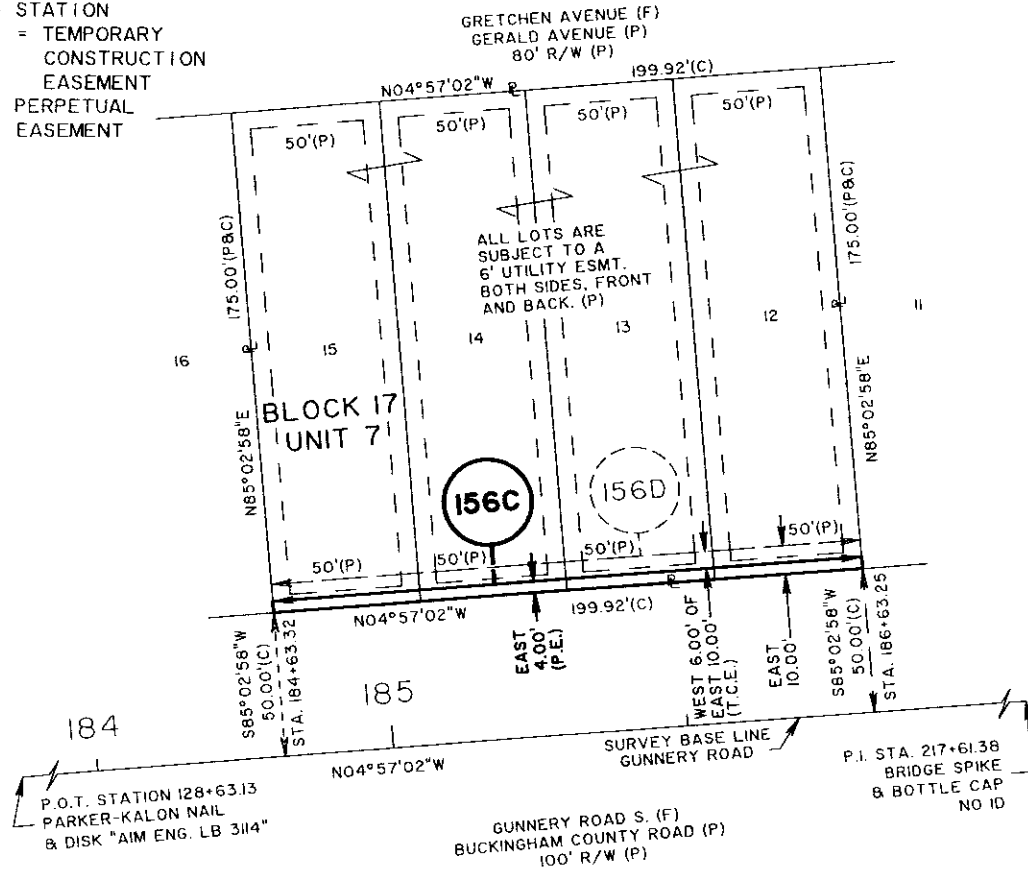 STATION
= TEMPORARY
CONSTRUCTION
EASEMENT
PERPETUAL
EASEMENT
GRETCHEN AVENUE (F)
GERALD AVENUE (P)
80' R/W (P)
N04°57'02"W
199.92'(C)
50'(P)
50'(P)
50'(P)
50'(P)
175.00'(P&C)
175.00'(P&C)
ALL LOTS ARE
SUBJECT TO A
6' UTILITY ESMT.
BOTH SIDES, FRONT
AND BACK. (P)
16
15
14
13
12
11
BLOCK 17
UNIT 7
N85°02'58"E
N85°02'58"E
156C
156D
50'(P)
50'(P)
50'(P)
50'(P)
N04°57'02"W
199.92'(C)
S85°02'58"W
50.00'(C)
STA. 184+63.32
EAST
4.00'
(P.E.)
WEST 6.00' OF
EAST 10.00'
(T.C.E.)
EAST
10.00'
S85°02'58"W
50.00'(C)
STA. 186+63.25
184
185
N04°57'02"W
SURVEY BASE LINE
GUNNERY ROAD
P.O.T. STATION 128+63.13
PARKER-KALON NAIL
& DISK "AIM ENG. LB 3114"
P.I. STA. 217+61.38
BRIDGE SPIKE
& BOTTLE CAP
NO ID
GUNNERY ROAD S. (F)
BUCKINGHAM COUNTY ROAD (P)
100' R/W (P)